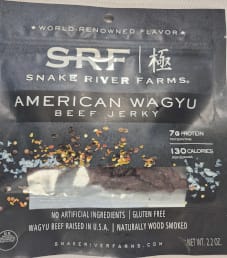 WORLD-RENOWNED FLAVOR
SRF 極
SNAKE RIVER FARMS®
AMERICAN WAGYU
BEEF JERKY
7g PROTEIN
130 CALORIES
NO ARTIFICIAL INGREDIENTS | GLUTEN FREE
WAGYU BEEF RAISED IN U.S.A. | NATURALLY WOOD SMOKED
SNAKERIVERFARMS.COM
NET WT. 2.2 OZ.